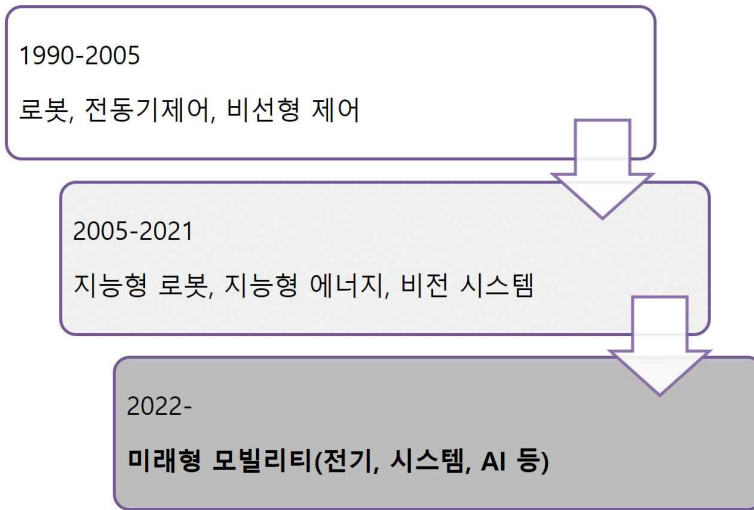 1990-2005
로봇, 전동기제어, 비선형 제어
2005-2021
지능형 로봇, 지능형 에너지, 비전 시스템
2022-
미래형 모빌리티(전기, 시스템, AI 등)